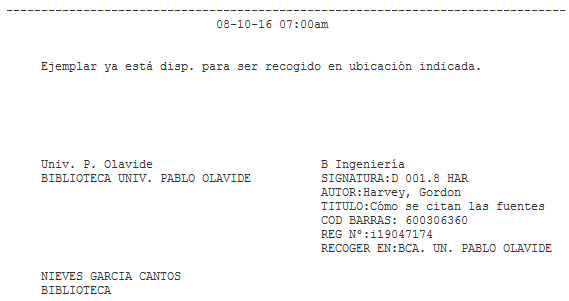 08-10-16 07:00am
Ejemplar ya está disp. para ser recogido en ubicación indicada.
Univ. P. Olavide
BIBLIOTECA UNIV. PABLO OLAVIDE
B Ingeniería
SIGNATURA:D 001.8 HAR
AUTOR:Harvey, Gordon
TITULO:Cómo se citan las fuentes
COD BARRAS: 600306360
REG Nº:i19047174
RECOGER EN:BCA. UN. PABLO OLAVIDE
NIEVES GARCIA CANTOS
BIBLIOTECA